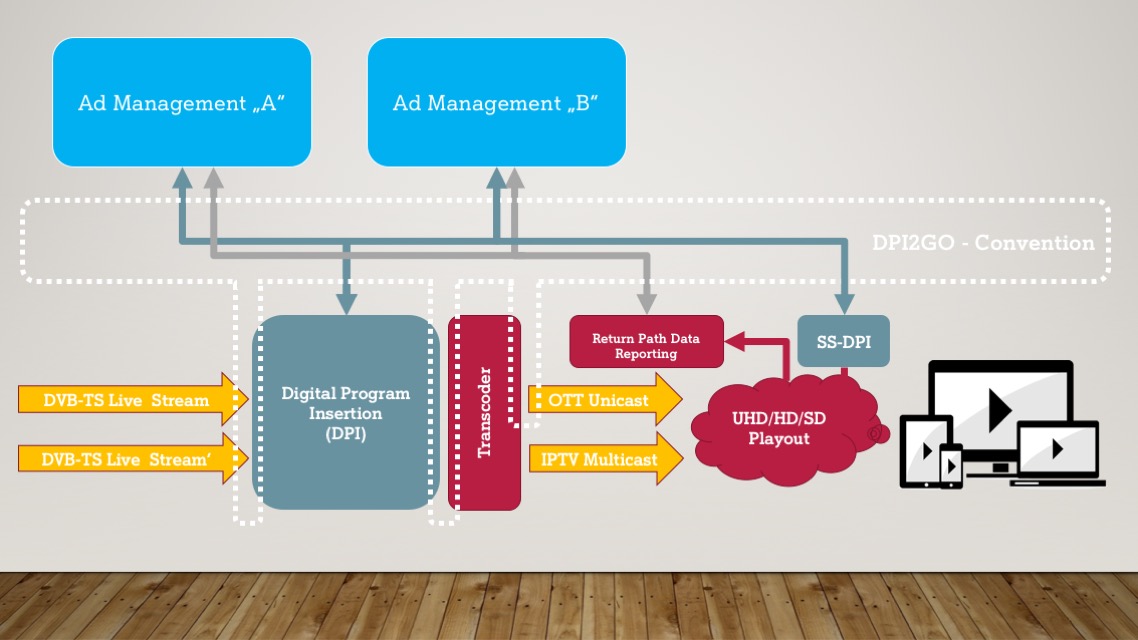 Ad Management „A”
Ad Management „B”
DPI2GO - Convention
Return Path Data
Reporting
SS-DPI
Digital Program
Insertion
(DPI)
Transcoder
DVB-TS Live  Stream
DVB-TS Live  Stream’
OTT Unicast
IPTV Multicast
UHD/HD/SD
Playout